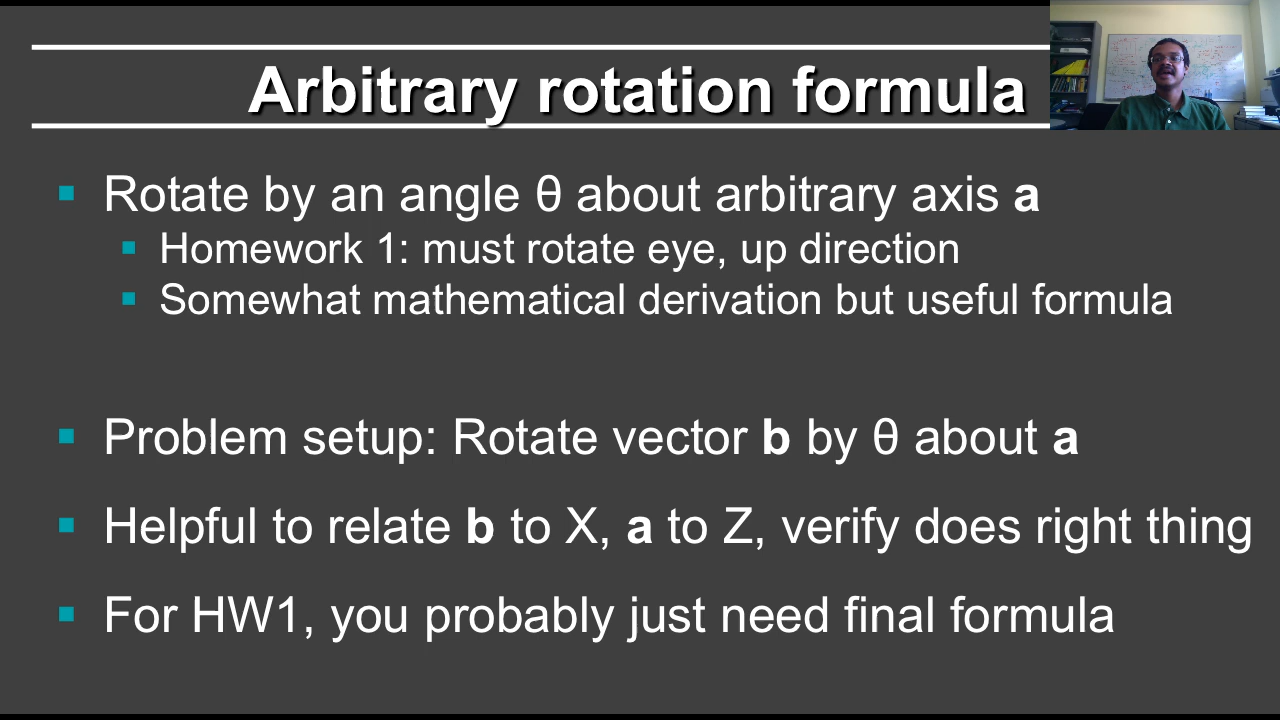 Arbitrary rotation formula
Rotate by an angle θ about arbitrary axis a
Homework 1: must rotate eye, up direction
Somewhat mathematical derivation but useful formula
Problem setup: Rotate vector b by θ about a
Helpful to relate b to X, a to Z, verify does right thing
For HW1, you probably just need final formula